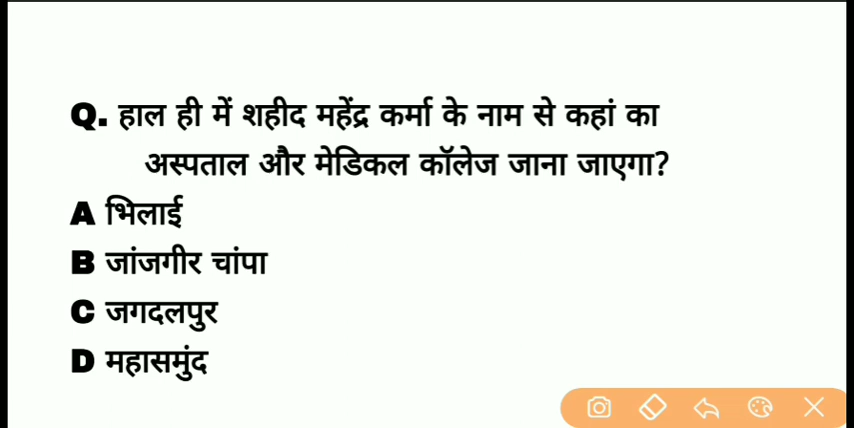 Q. हाल ही में शहीद महेंद्र कर्मा के नाम से कहां का
अस्पताल और मेडिकल कॉलेज जाना जाएगा?
A भिलाई
B जांजगीर चांपा
C जगदलपुर
D महासमुंद